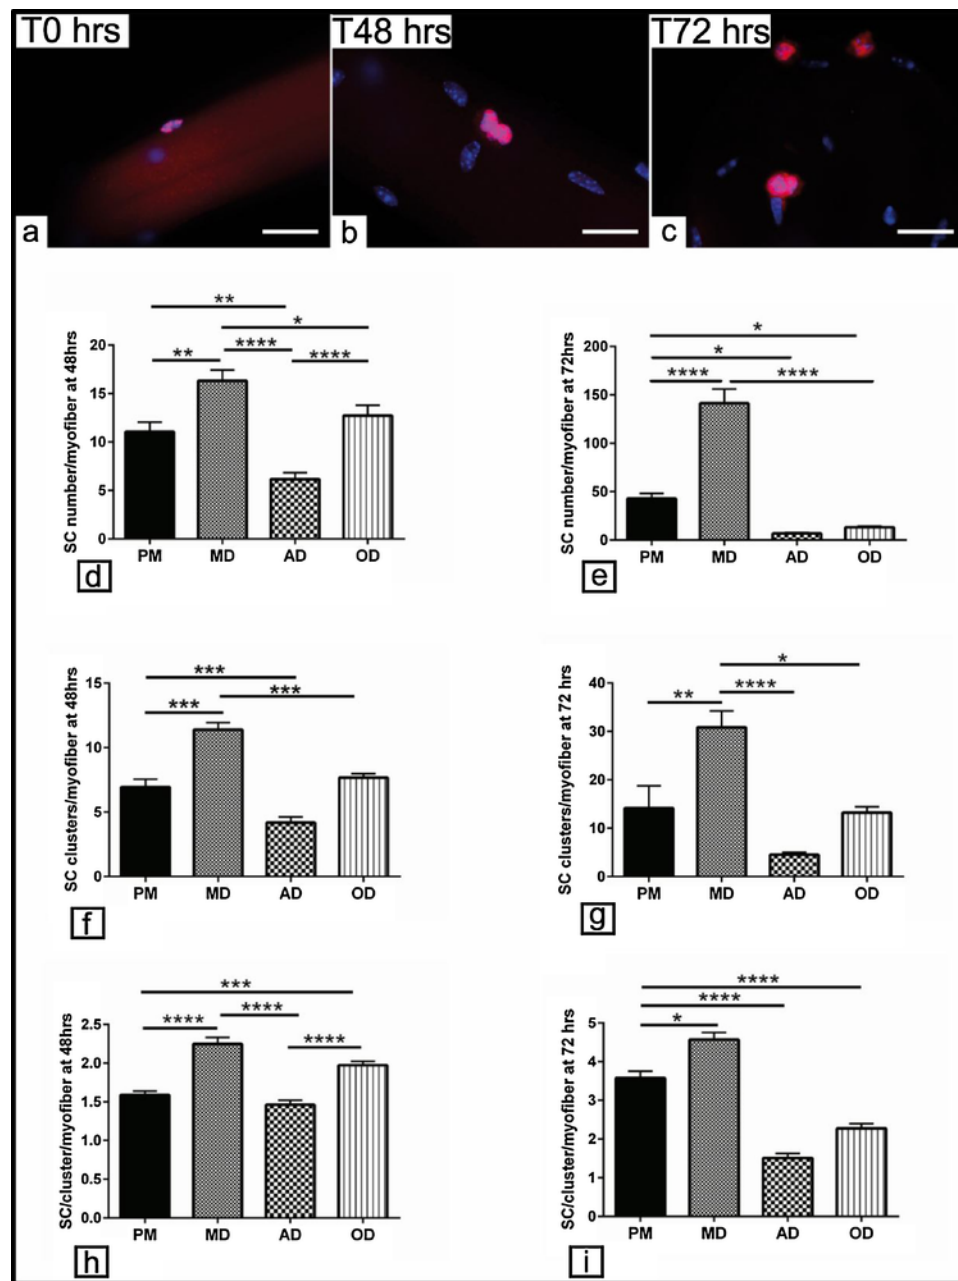 T0 hrs
T48 hrs
T72 hrs
a
b
c
**
*
**
****
****
SC number/myofiber at 48hrs
20
15
10
5
0
PM MD AD OD
d
*
*
****
****
SC number/myofiber at 72hrs
200
150
100
50
0
PM MD AD OD
e
***
***
***
SC clusters/myofiber at 48hrs
15
10
5
0
PM MD AD OD
f
*
**
****
SC clusters/myofiber at 72 hrs
40
30
20
10
0
PM MD AD OD
g
***
****
****
****
SC/cluster/myofiber at 48hrs
2.5
2.0
1.5
1.0
0.5
0.0
PM MD AD OD
h
****
****
*
SC/cluster/myofiber at 72 hrs
5
4
3
2
1
0
PM MD AD OD
i